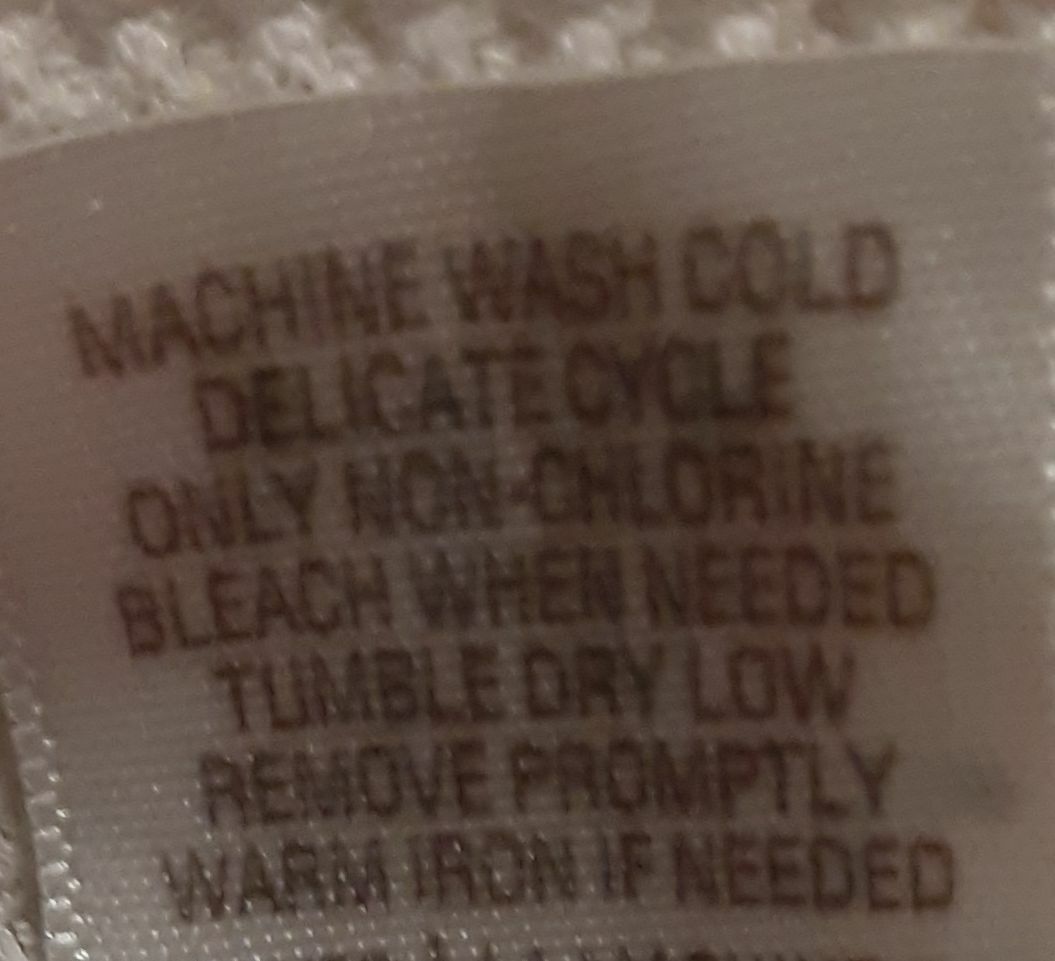 MACHINE WASH COLD
DELICATE CYCLE
ONLY NON-CHLORINE
BLEACH WHEN NEEDED
TUMBLE DRY LOW
REMOVE PROMPTLY
WARM IRON IF NEEDED